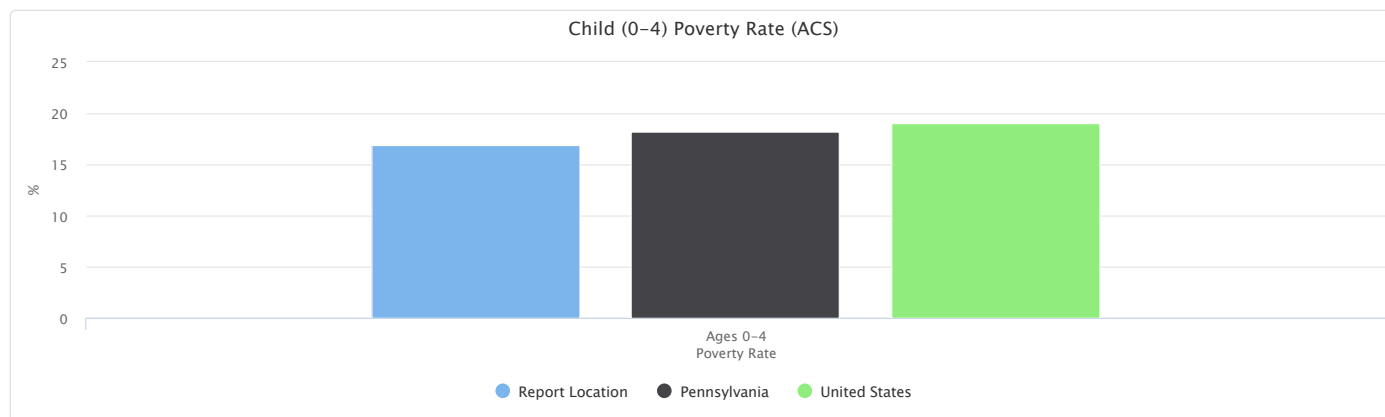 Child (0-4) Poverty Rate (ACS)
25
20
15
10
5
0
%
Ages 0-4
Poverty Rate
Report Location
Pennsylvania
United States